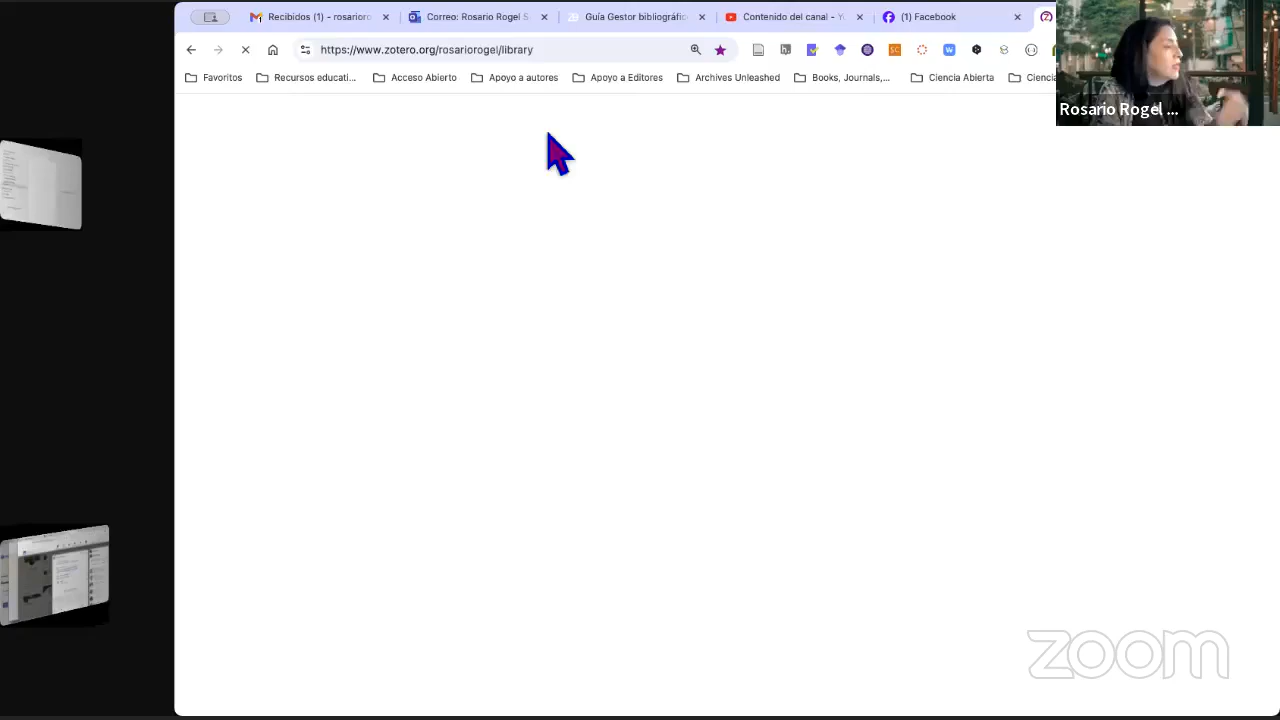 Recibidos (1) - rosarioro
Correo: Rosario Rogel S
Guía Gestor bibliográfic
Contenido del canal - Y
(1) Facebook
https://www.zotero.org/rosariorogel/library
Favoritos
Recursos educati...
Acceso Abierto
Apoyo a autores
Apoyo a Editores
Archives Unleashed
Books, Journals,...
Ciencia Abierta
Ciencia
Rosario Rogel ...
zoom